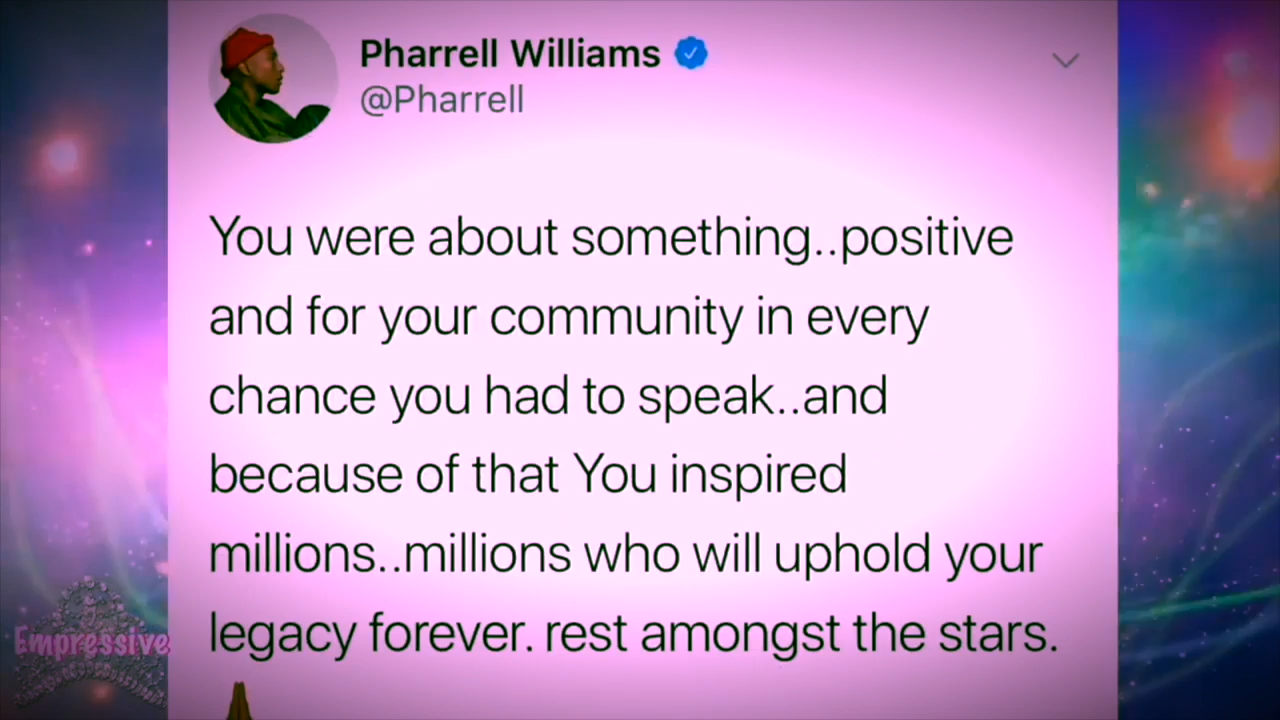 Pharrell Williams
@Pharrell
You were about something..positive
and for your community in every
chance you had to speak..and
because of that You inspired
millions..millions who will uphold your
legacy forever. rest amongst the stars.
Empressive